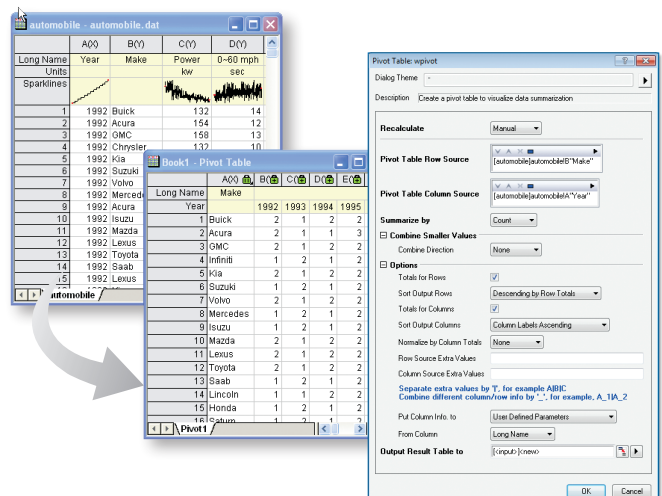 automobile - automobile.dat
A(X) B(Y) C(Y) D(Y)
Long Name Year Make Power 0~60 mph
Units kw sec
Sparklines
1 1992 Buick 132 14
2 1992 Acura 154 12
3 1992 GMC 158 13
4 1992 Chrysler 132 10
5 1992 Kia
6 1992 Suzuki
7 1992 Volvo
8 1992 Merced
9 1992 Acura
10 1992 Isuzu
11 1992 Mazda
12 1992 Lexus
13 1992 Toyota
14 1992 Saab
15 1992 Lexus
automobile
Book1 - Pivot Table
A(X) B(Y) C(Y) D(Y) E(Y)
Long Name Make
Year 1992 1993 1994 1995
1 Buick 2 1 2 2
2 Acura 2 1 1 3
3 GMC 2 1 2 2
4 Infiniti 1 2 1 2
5 Kia 2 1 2 2
6 Suzuki 1 2 1 2
7 Volvo 2 1 2 2
8 Mercedes 1 2 1 2
9 Isuzu 1 2 1 2
10 Mazda 2 1 2 2
11 Lexus 2 1 2 2
12 Toyota 2 1 2 2
13 Saab 1 2 1 2
14 Lincoln 1 1 2 2
15 Honda 1 2 1 2
16 Saturn 1 2 1 2
Pivot1
Pivot Table: wpivot
Dialog Theme *
Description Create a pivot table to visualize data summarization
Recalculate Manual
Pivot Table Row Source [automobile]automobile!B"Make"
Pivot Table Column Source [automobile]automobile!A"Year"
Summarize by Count
Combine Smaller Values
Combine Direction None
Options
Totals for Rows
Sort Output Rows Descending by Row Totals
Totals for Columns
Sort Output Columns Column Labels Ascending
Normalize by Column Totals None
Row Source Extra Values
Column Source Extra Values
Separate extra values by '|', for example A|B|C
Combine different column/row info by '_', for example, A_1|A_2
Put Column Info. to User Defined Parameters
From Column Long Name
Output Result Table to [<input>]<new>
OK Cancel